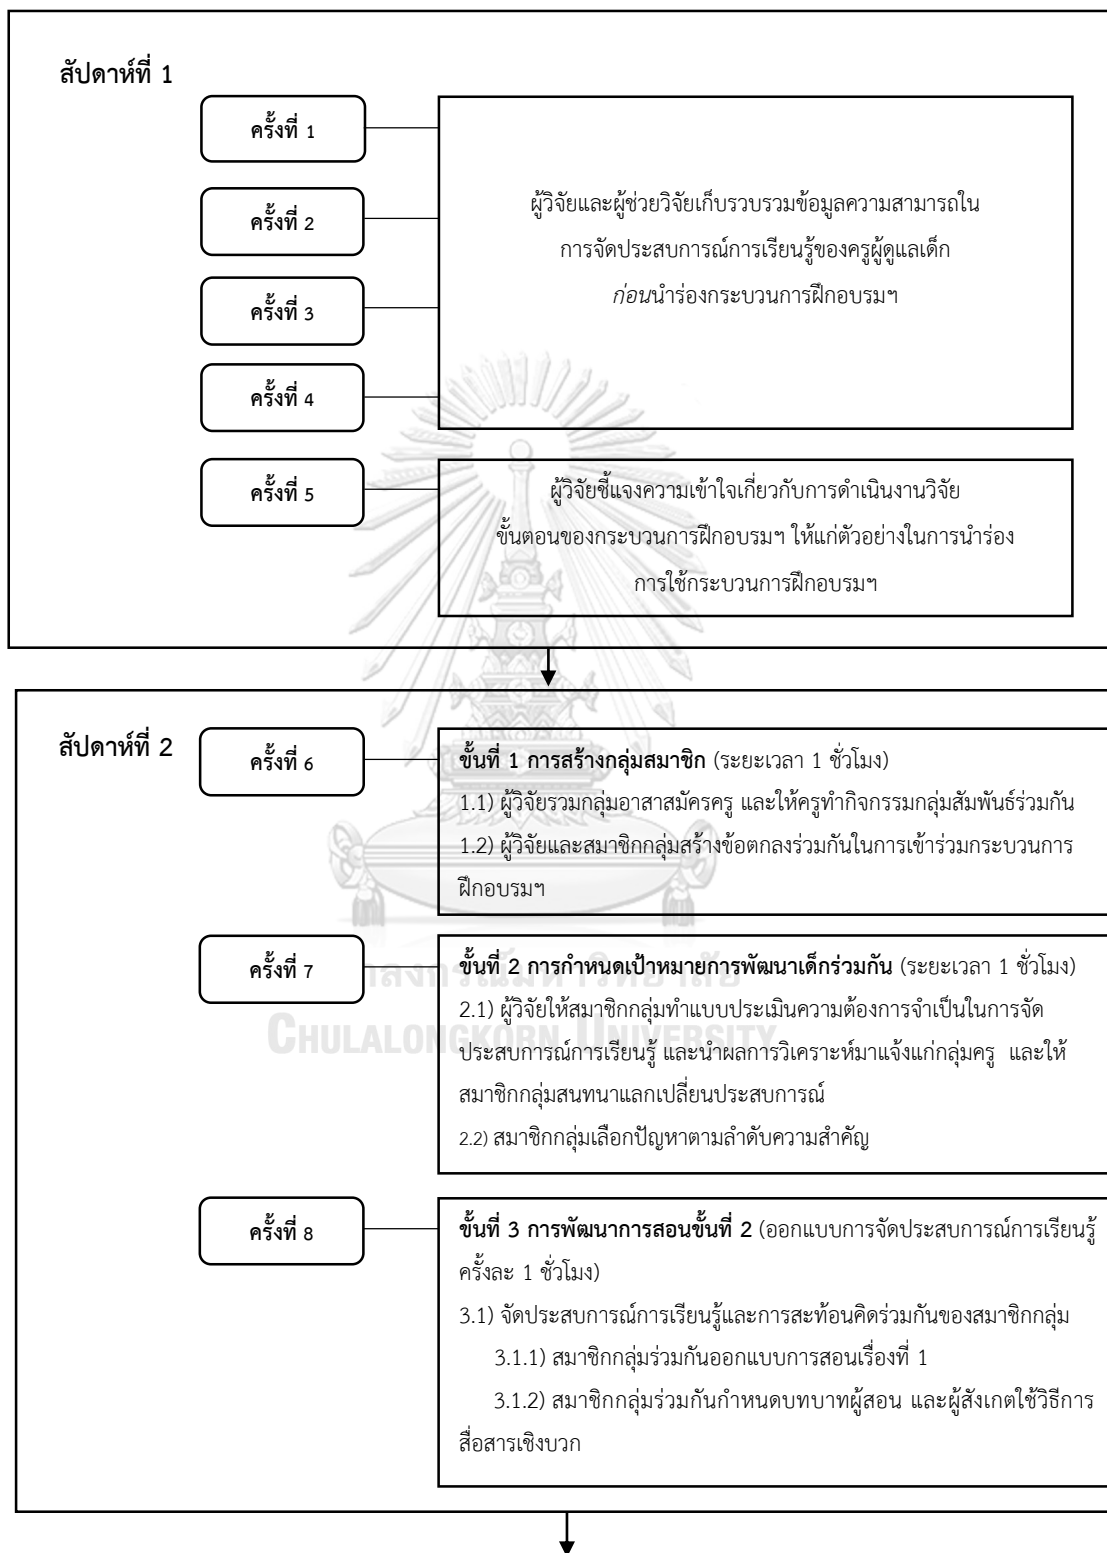 สัปดาห์ที่ 1
ครั้งที่ 1
ครั้งที่ 2
ครั้งที่ 3
ครั้งที่ 4
ผู้วิจัยและผู้ช่วยวิจัยเก็บรวบรวมข้อมูลความสามารถใน
การจัดประสบการณ์การเรียนรู้ของครูผู้ดูแลเด็ก
ก่อนนำร่องกระบวนการฝึกอบรมฯ
ครั้งที่ 5
ผู้วิจัยชี้แจงความเข้าใจเกี่ยวกับการดำเนินงานวิจัย
ขั้นตอนของกระบวนการฝึกอบรมฯ ให้แก่ตัวอย่างในการนำร่อง
การใช้กระบวนการฝึกอบรมฯ
สัปดาห์ที่ 2
ครั้งที่ 6
ขั้นที่ 1 การสร้างกลุ่มสมาชิก (ระยะเวลา 1 ชั่วโมง)
1.1) ผู้วิจัยรวมกลุ่มอาสาสมัครครู และให้ครูทำกิจกรรมกลุ่มสัมพันธ์ร่วมกัน
1.2) ผู้วิจัยและสมาชิกกลุ่มสร้างข้อตกลงร่วมกันในการเข้าร่วมกระบวนการ
ฝึกอบรมฯ
ครั้งที่ 7
ขั้นที่ 2 การกำหนดเป้าหมายการพัฒนาเด็กร่วมกัน (ระยะเวลา 1 ชั่วโมง)
2.1) ผู้วิจัยให้สมาชิกกลุ่มทำแบบประเมินความต้องการจำเป็นในการจัด
ประสบการณ์การเรียนรู้ และนำผลการวิเคราะห์มาแจ้งแก่กลุ่มครู และให้
สมาชิกกลุ่มสนทนาแลกเปลี่ยนประสบการณ์
2.2) สมาชิกกลุ่มเลือกปัญหาตามลำดับความสำคัญ
CHULALONGKORN UNIVERSITY
ครั้งที่ 8
ขั้นที่ 3 การพัฒนาการสอนขั้นที่ 2 (ออกแบบการจัดประสบการณ์การเรียนรู้
ครั้งละ 1 ชั่วโมง)
3.1) จัดประสบการณ์การเรียนรู้และการสะท้อนคิดร่วมกันของสมาชิกกลุ่ม
3.1.1) สมาชิกกลุ่มร่วมกันออกแบบการสอนเรื่องที่ 1
3.1.2) สมาชิกกลุ่มร่วมกันกำหนดบทบาทผู้สอน และผู้สังเกตใช้วิธีการ
สื่อสารเชิงบวก